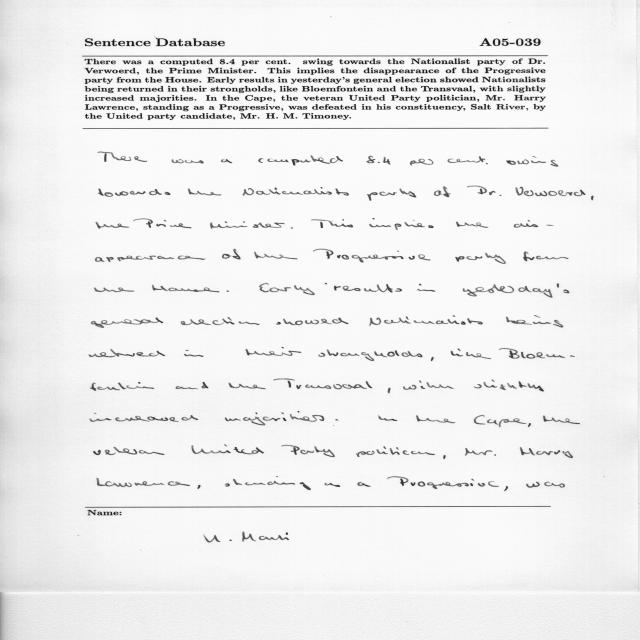 Sentence Database A05-039
There was a computed 8.4 per cent. swing towards the Nationalist party of Dr.
Verwoerd, the Prime Minister. This implies the disappearance of the Progressive
party from the House. Early results in yesterday's general election showed Nationalists
being returned in their strongholds, like Bloemfontein and the Transvaal, with slightly
increased majorities. In the Cape, the veteran United Party politician, Mr. Harry
Lawrence, standing as a Progressive, was defeated in his constituency, Salt River, by
the United party candidate, Mr. H. M. Timoney.
There was a computed 8.4 per cent. swing
towards the Nationalists party of Dr. Verwoerd,
the Prime Minister. This implies the dis-
appearance of the Progressive party from
the House. Early results in yesterday's
general election showed Nationalists being
returned in their strongholds, like Bloem-
fontein and the Transvaal, with slightly
increased majorities. In the Cape, the
veteran United Party politican, Mr. Harry
Lawrence, standing as a Progressive, was
Name:
U. Marti